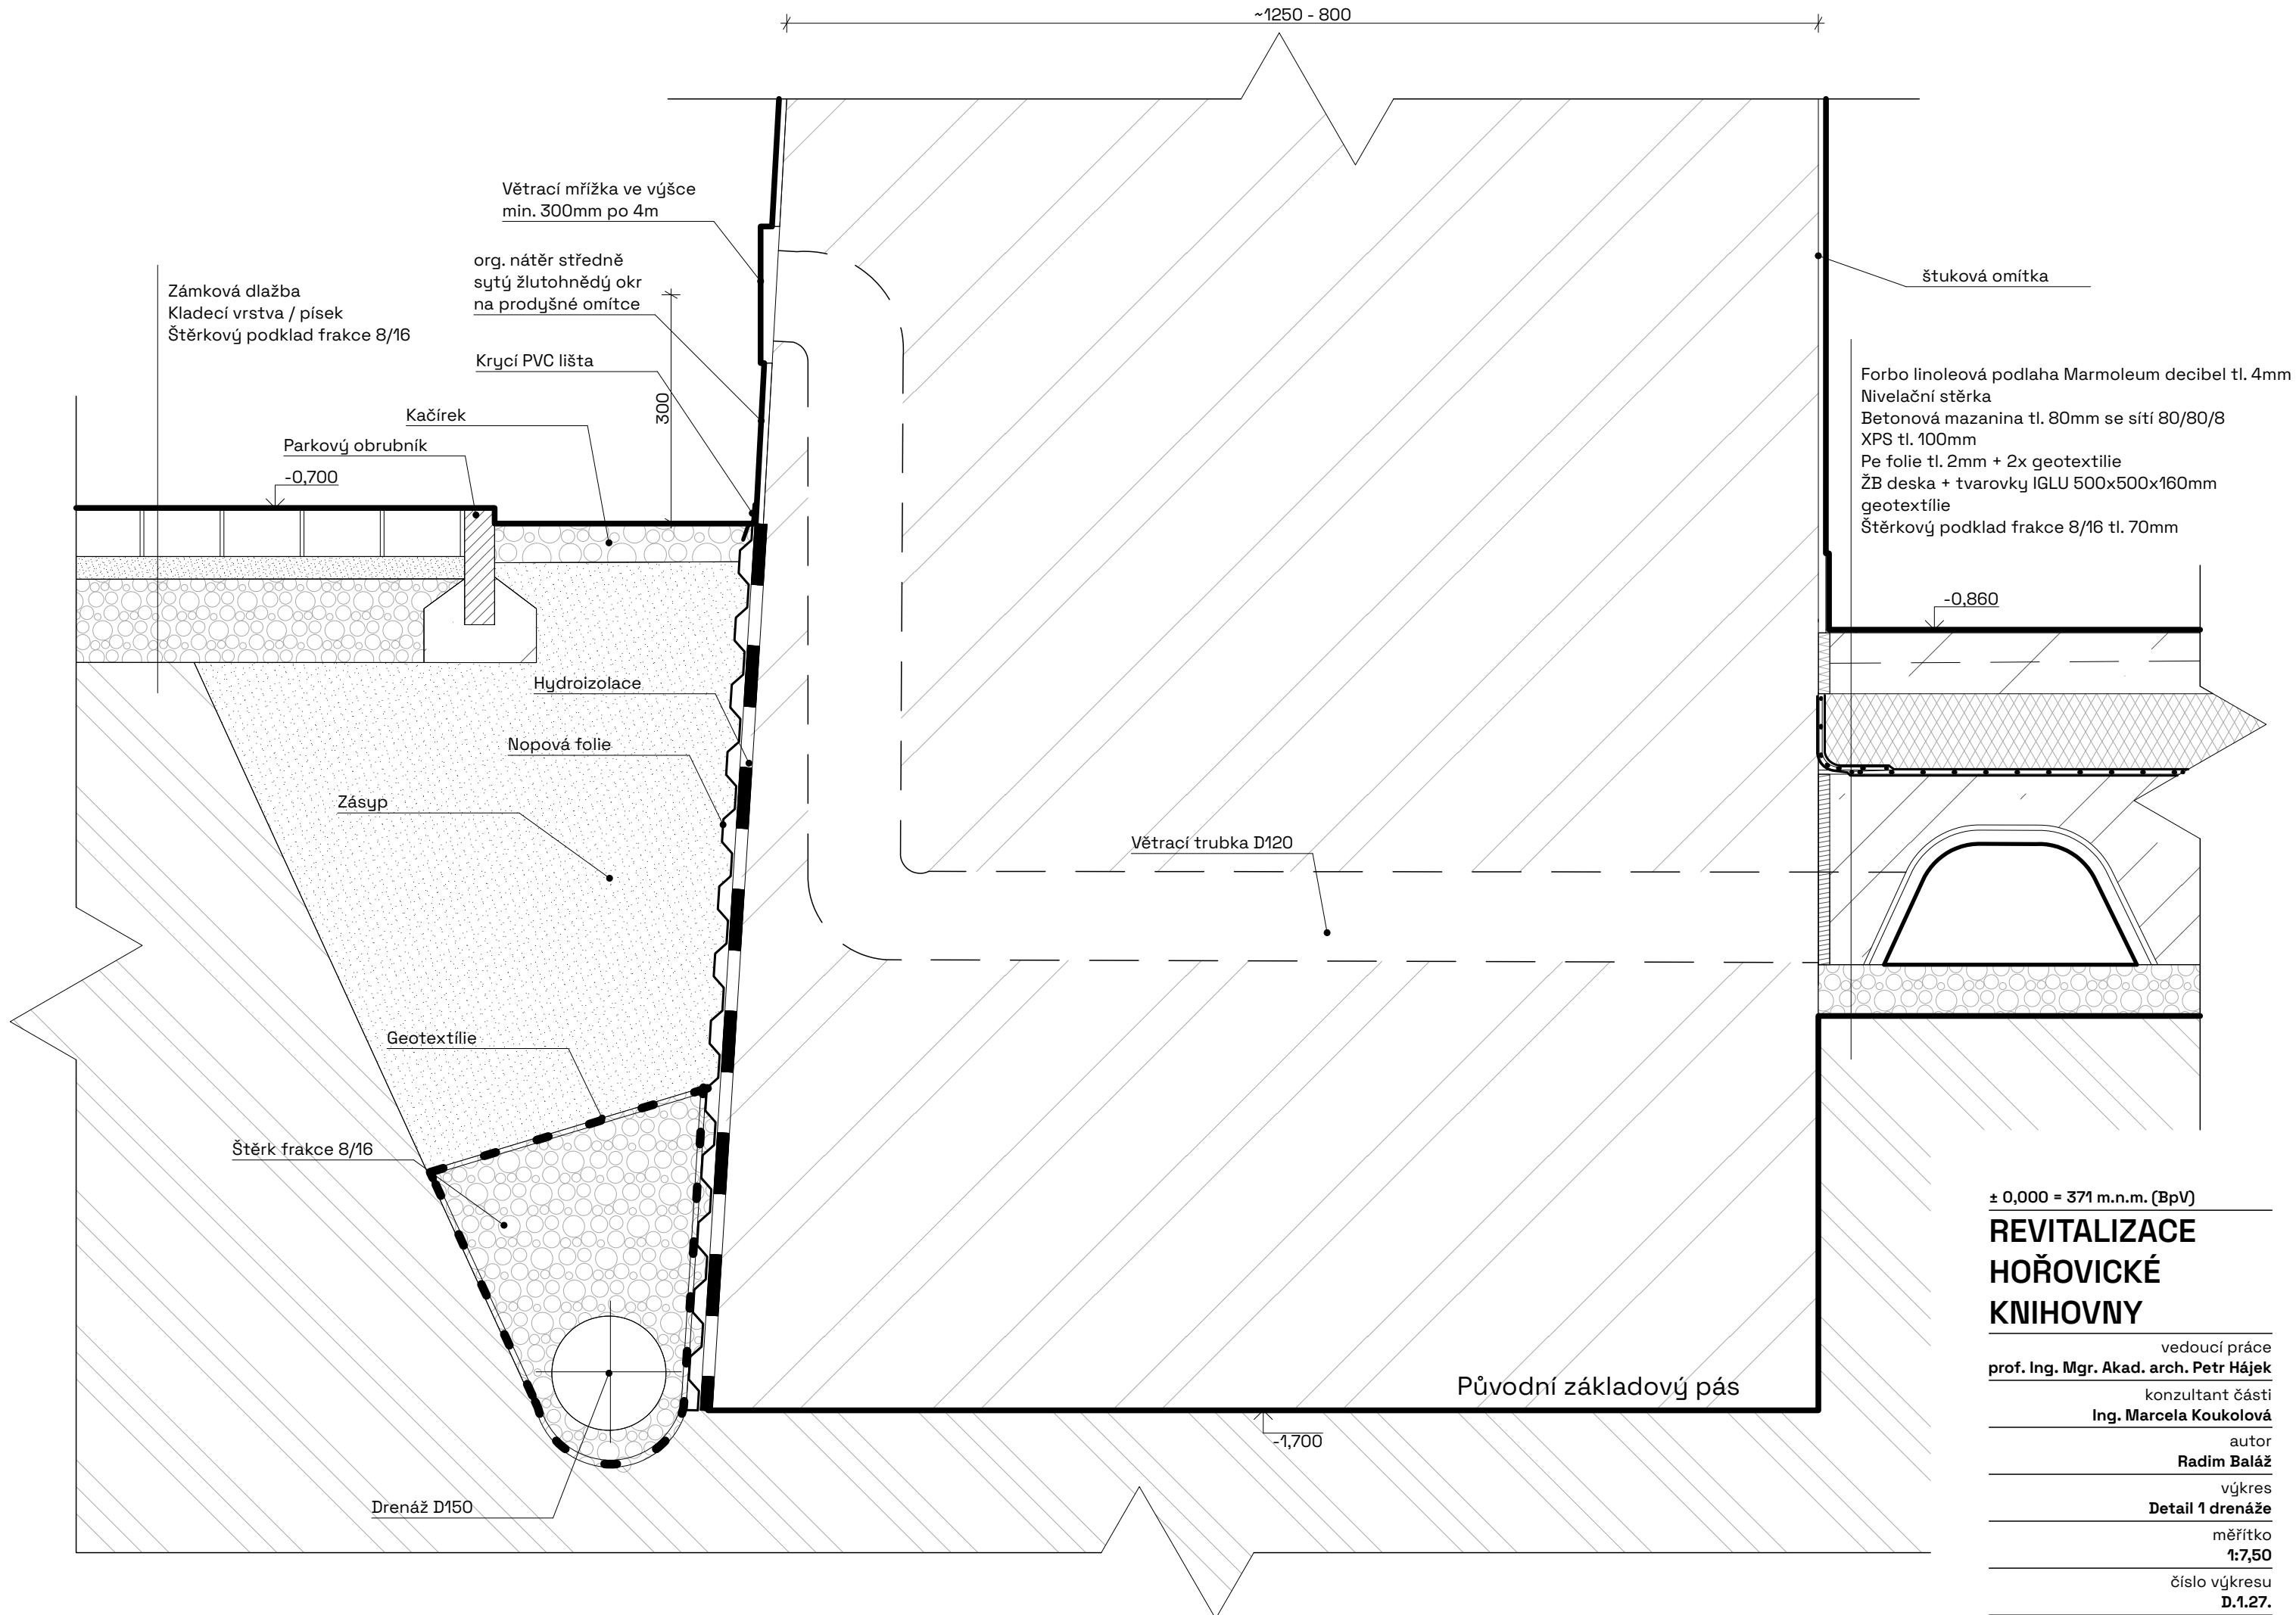 ~1250 - 800
Větrací mřížka ve výšce
min. 300mm po 4m
org. nátěr středně
sytý žlutohnědý okr
na prodyšné omítce
štuková omítka
Zámková dlažba
Kladecí vrstva / písek
Štěrkový podklad frakce 8/16
Krycí PVC lišta
300
Kačírek
Parkový obrubník
-0,700
Forbo linoleová podlaha Marmoleum decibel tl. 4mm
Nivelační stěrka
Betonová mazanina tl. 80mm se sítí 80/80/8
XPS tl. 100mm
Pe folie tl. 2mm + 2x geotextilie
ŽB deska + tvarovky IGLU 500x500x160mm
geotextílie
Štěrkový podklad frakce 8/16 tl. 70mm
-0,860
Hydroizolace
Nopová folie
Zásyp
Větrací trubka D120
Geotextílie
Štěrk frakce 8/16
Původní základový pás
-1,700
Drenáž D150
± 0,000 = 371 m.n.m. (BpV)
REVITALIZACE
HOŘOVICKÉ
KNIHOVNY
vedoucí práce
prof. Ing. Mgr. Akad. arch. Petr Hájek
konzultant části
Ing. Marcela Koukolová
autor
Radim Baláž
výkres
Detail 1 drenáže
měřítko
1:7,50
číslo výkresu
D.1.27.